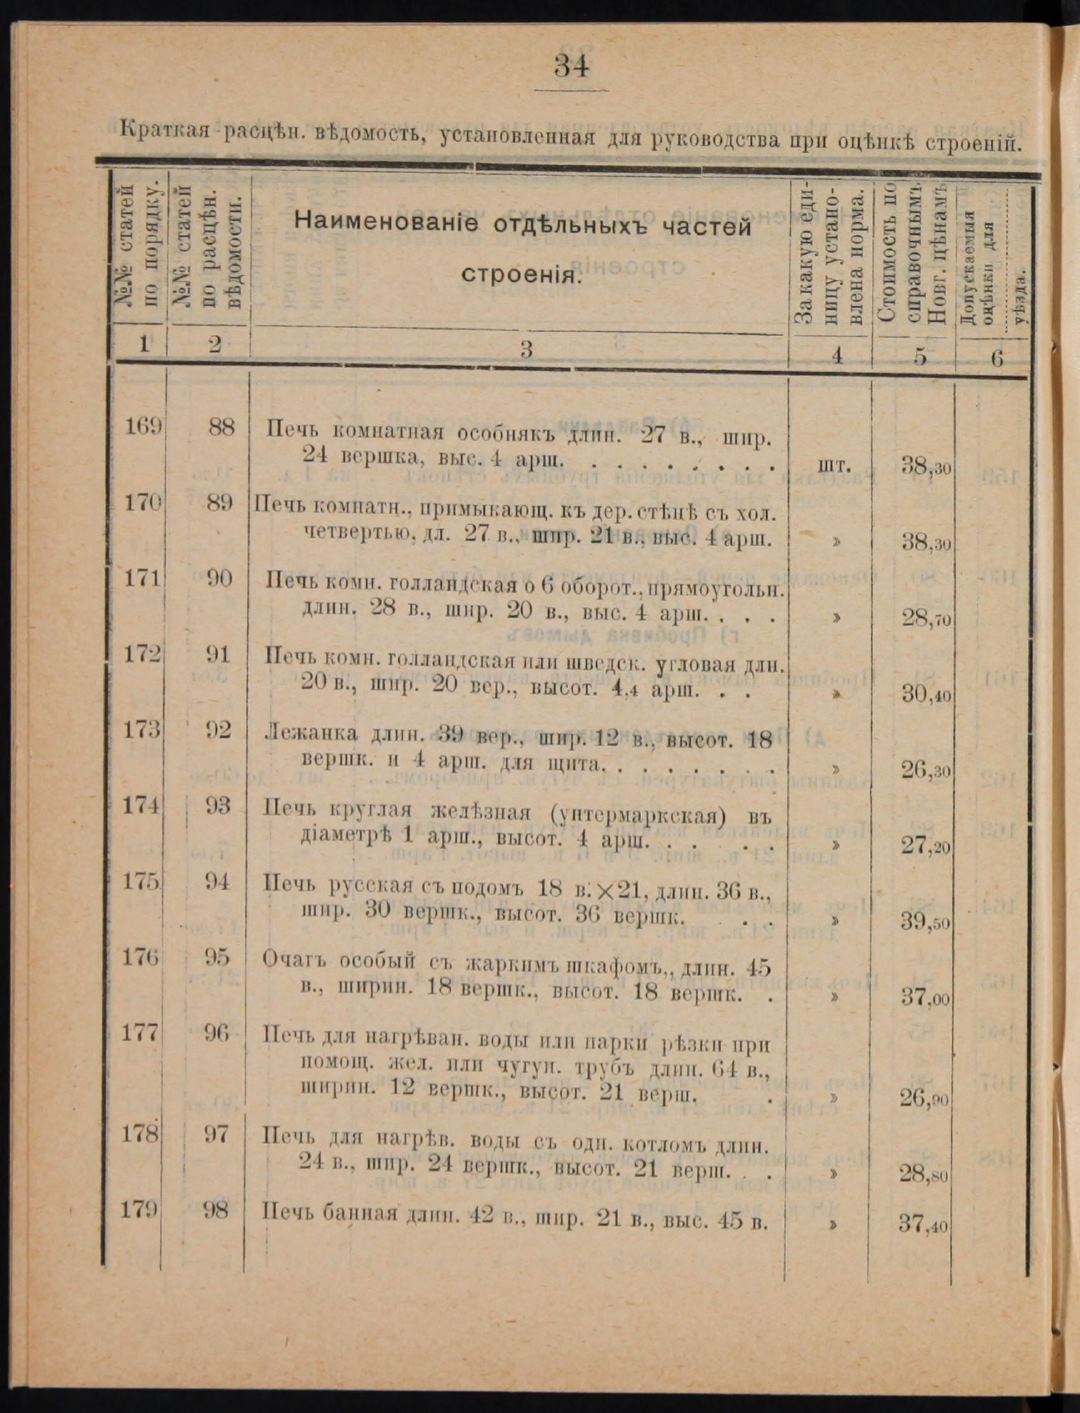 34
Краткая расцѣн. вѣдомость, установленная для руководства при оцѣнкѣ строеній.
№№ статей
по порядку.
№№ статей
по расцѣн.
вѣдомости.
Наименованіе отдѣльныхъ частей
строенія.
За какую еди-
ницу устано-
влена норма.
Стоимость по
справочнымъ
Новг. цѣнамъ
Допускаемыя
оцѣнки для
уѣзда.
1 2 3 4 5 6
169 88 Печь комнатная особнякъ длин. 27 в., шир.
24 вершка, выс. 4 арш. . . . . . . . . шт. 38,30
170 89 Печь комнатн., примыкающ. къ дер. стѣнѣ съ хол.
четвертью, дл. 27 в., шир. 21 в., выс. 4 арш. » 38,30
171 90 Печь комн. голландская о 6 оборот., прямоугольн.
длин. 28 в., шир. 20 в., выс. 4 арш. . . . » 28,70
172 91 Печь комн. голландская или шведск. угловая длн.
20 в., шир. 20 вер., высот. 4,4 арш. . . » 30,40
173 92 Лежанка длин. 39 вер., шир. 12 в., высот. 18
вершк. и 4 арш. для щита. . . . . . . . » 26,30
174 93 Печь круглая желѣзная (унтермаркская) въ
діаметрѣ 1 арш., высот. 4 арш. . . . . » 27,20
175 94 Печь русская съ подомъ 18 в.×21, длин. 36 в.,
шир. 30 вершк., высот. 36 вершк. . . » 39,50
176 95 Очагъ особый съ жаркимъ шкафомъ,, длин. 45
в., ширин. 18 вершк., высот. 18 вершк. . » 37,00
177 96 Печь для нагрѣван. воды или парки рѣзки при
помощ. жел. или чугун. трубъ длин. 64 в.,
ширин. 12 вершк., высот. 21 верш. . » 26,90
178 97 Печь для нагрѣв. воды съ одн. котломъ длин.
24 в., шир. 24 вершк., высот. 21 верш. . . » 28,80
179 98 Печь банная длин. 42 в., шир. 21 в., выс. 45 в. » 37,40